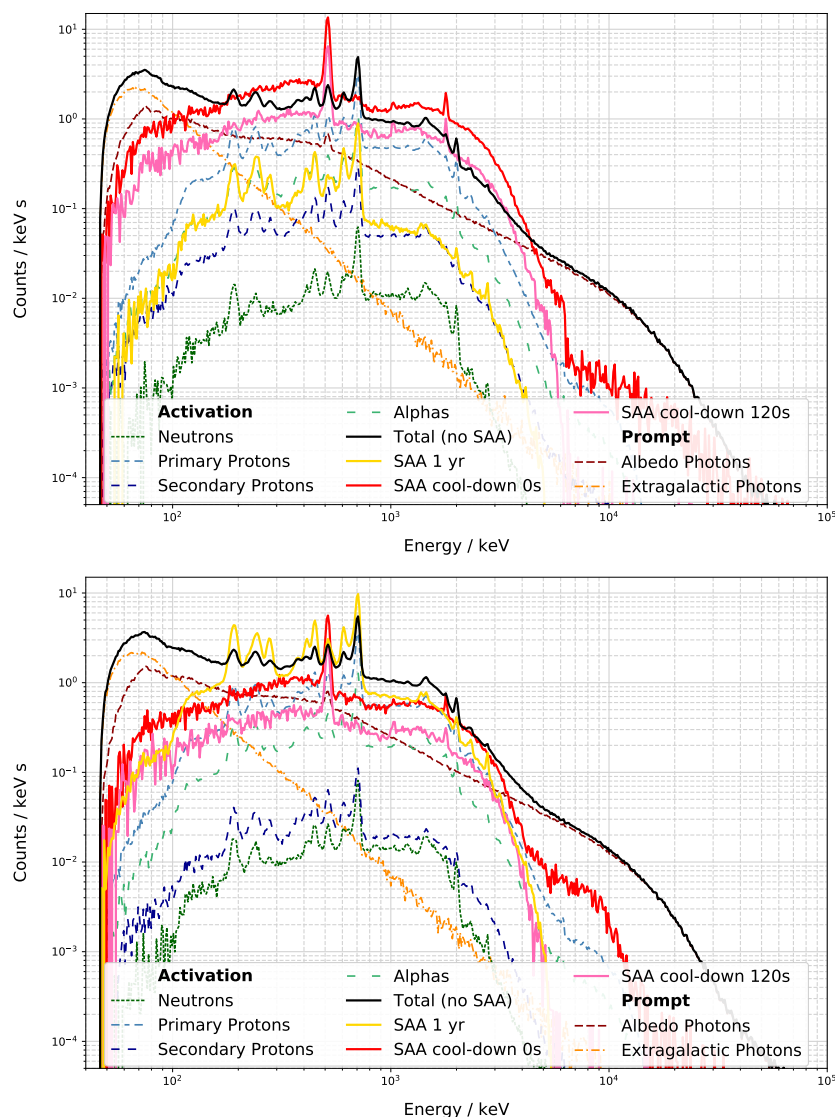 10¹
10⁰
10⁻¹
10⁻²
10⁻³
10⁻⁴
Counts / keV s
Activation
Neutrons
Primary Protons
Secondary Protons
Alphas
Total (no SAA)
SAA 1 yr
SAA cool-down 0s
SAA cool-down 120s
Prompt
Albedo Photons
Extragalactic Photons
10² 10³ 10⁴ 10⁵
Energy / keV
10¹
10⁰
10⁻¹
10⁻²
10⁻³
10⁻⁴
Counts / keV s
Activation
Neutrons
Primary Protons
Secondary Protons
Alphas
Total (no SAA)
SAA 1 yr
SAA cool-down 0s
SAA cool-down 120s
Prompt
Albedo Photons
Extragalactic Photons
10² 10³ 10⁴ 10⁵
Energy / keV